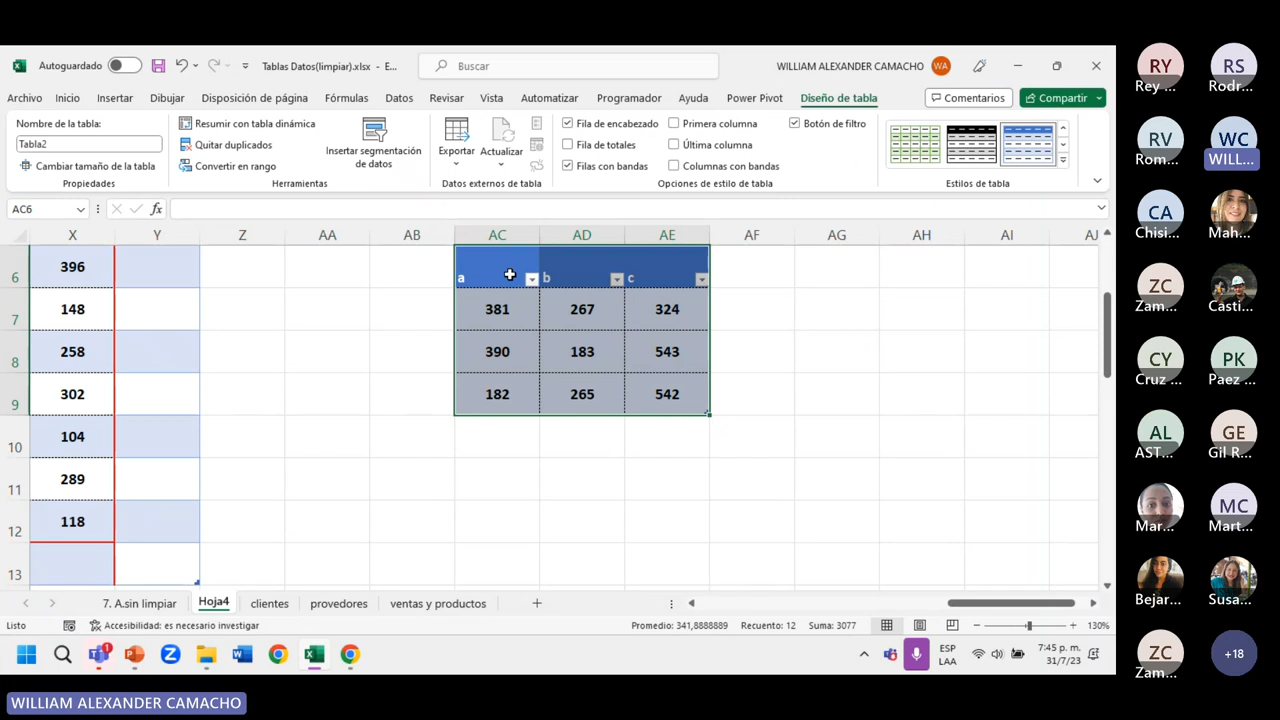 Autoguardado
Tablas Datos(limpiar).xlsx - E...
Buscar
WILLIAM ALEXANDER CAMACHO WA
Archivo Inicio Insertar Dibujar Disposición de página Fórmulas Datos Revisar Vista Automatizar Programador Ayuda Power Pivot Diseño de tabla Comentarios Compartir
Nombre de la tabla:
Tabla2
Cambiar tamaño de la tabla
Propiedades
Resumir con tabla dinámica
Quitar duplicados
Convertir en rango
ertar segmentación
de datos
Herramientas
Exportar Actualizar
Datos externos de tabla
Fila de encabezado Primera columna Botón de filtro
Fila de totales Última columna
Filas con bandas Columnas con bandas
Opciones de estilo de tabla
Estilos de tabla
AC6 fx
X Y Z AA AB AC AD AE AF AG AH AI AJ
6 396 a b c
7 148 381 267 324
8 258 390 183 543
9 302 182 265 542
10 104
11 289
12 118
13
7. A.sin limpiar Hoja4 clientes provedores ventas y productos
Listo Accesibilidad: es necesario investigar Promedio: 341,8888889 Recuento: 12 Suma: 3077 130%
1
ESP
LAA
7:45 p. m.
31/7/23
WILLIAM ALEXANDER CAMACHO
RY RS
Rey ... Rodr...
RV WC
Rom... WILL...
CA
Chisi... Mah...
ZC
Zam... Casti...
CY PK
Cruz ... Paez ...
AL GE
AST... Gil R...
MC
Mar... Mart...
Bejar... Susa...
ZC +18
Zam...